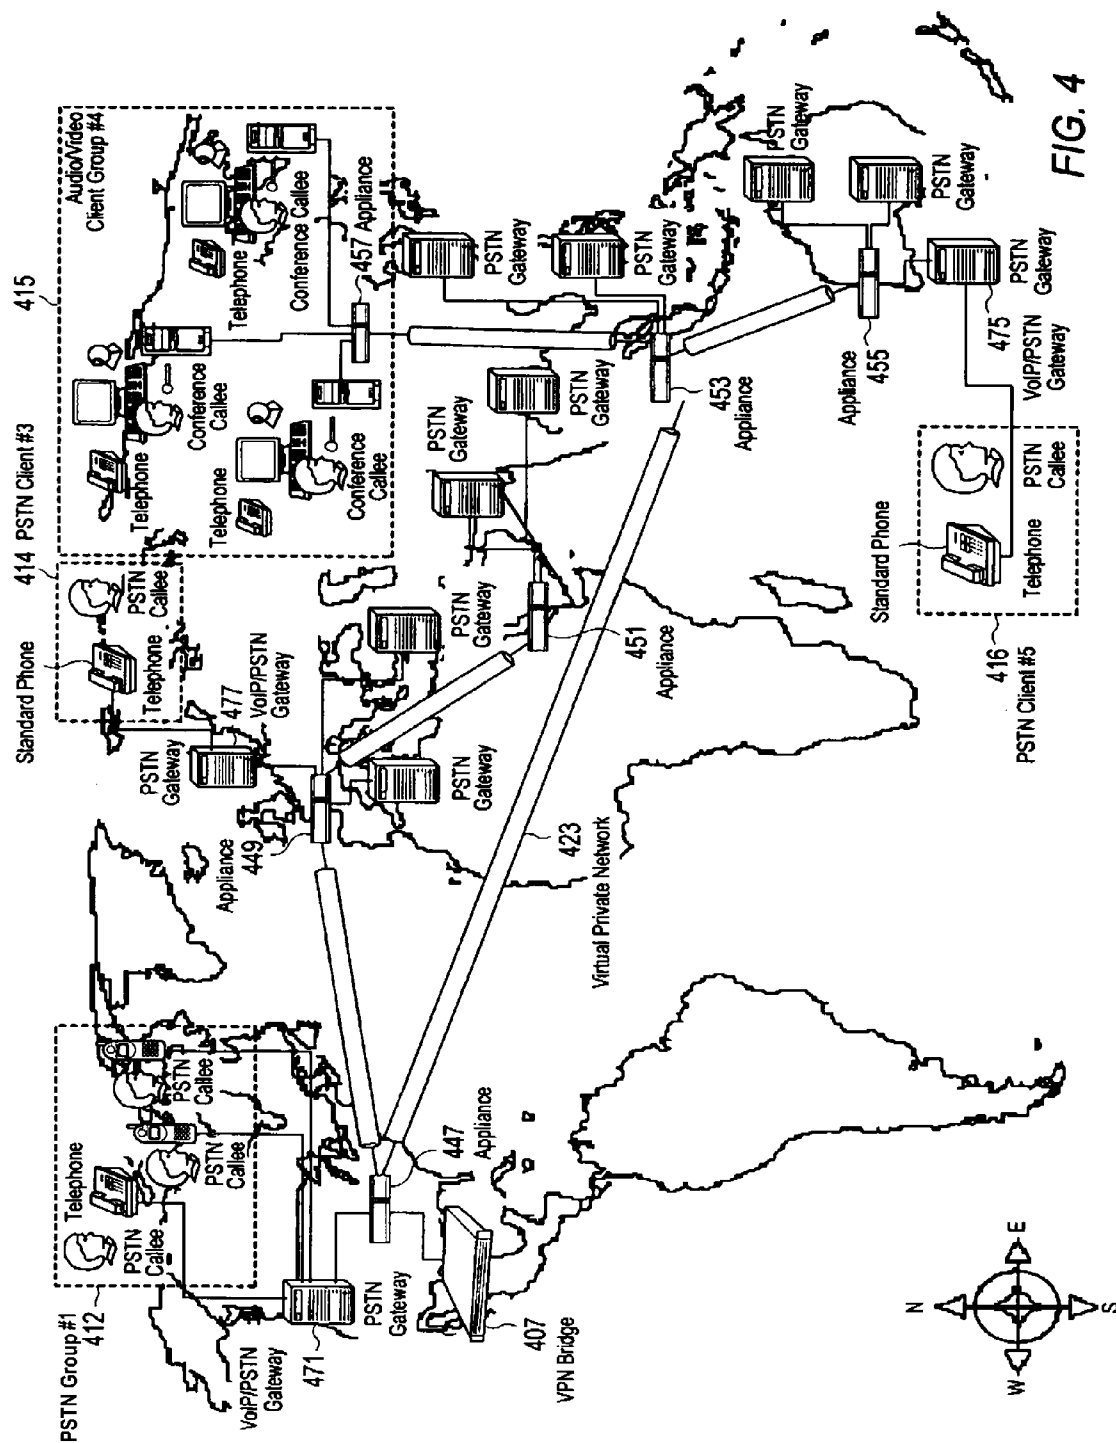 PSTN Group #1
412
Telephone
PSTN
Callee
PSTN
Callee
PSTN
Callee
VoIP/PSTN
Gateway
471
PSTN
Gateway
447
Appliance
407
VPN Bridge
Standard Phone
414
PSTN Client #3
Telephone
PSTN
Callee
PSTN
Gateway
477
VoIP/PSTN
Gateway
Appliance
449
PSTN
Gateway
PSTN
Gateway
415
Audio/Video
Client Group #4
Telephone
Conference
Callee
Telephone
Conference Callee
Telephone
Conference
Callee
457
Appliance
PSTN
Gateway
PSTN
Gateway
PSTN
Gateway
PSTN
Gateway
451
Appliance
453
Appliance
423
Virtual Private Network
PSTN
Gateway
PSTN
Gateway
Appliance
455
PSTN
Gateway
475
VoIP/PSTN
Gateway
Standard Phone
Telephone
PSTN
Callee
416
PSTN Client #5
N
W
E
S
FIG. 4